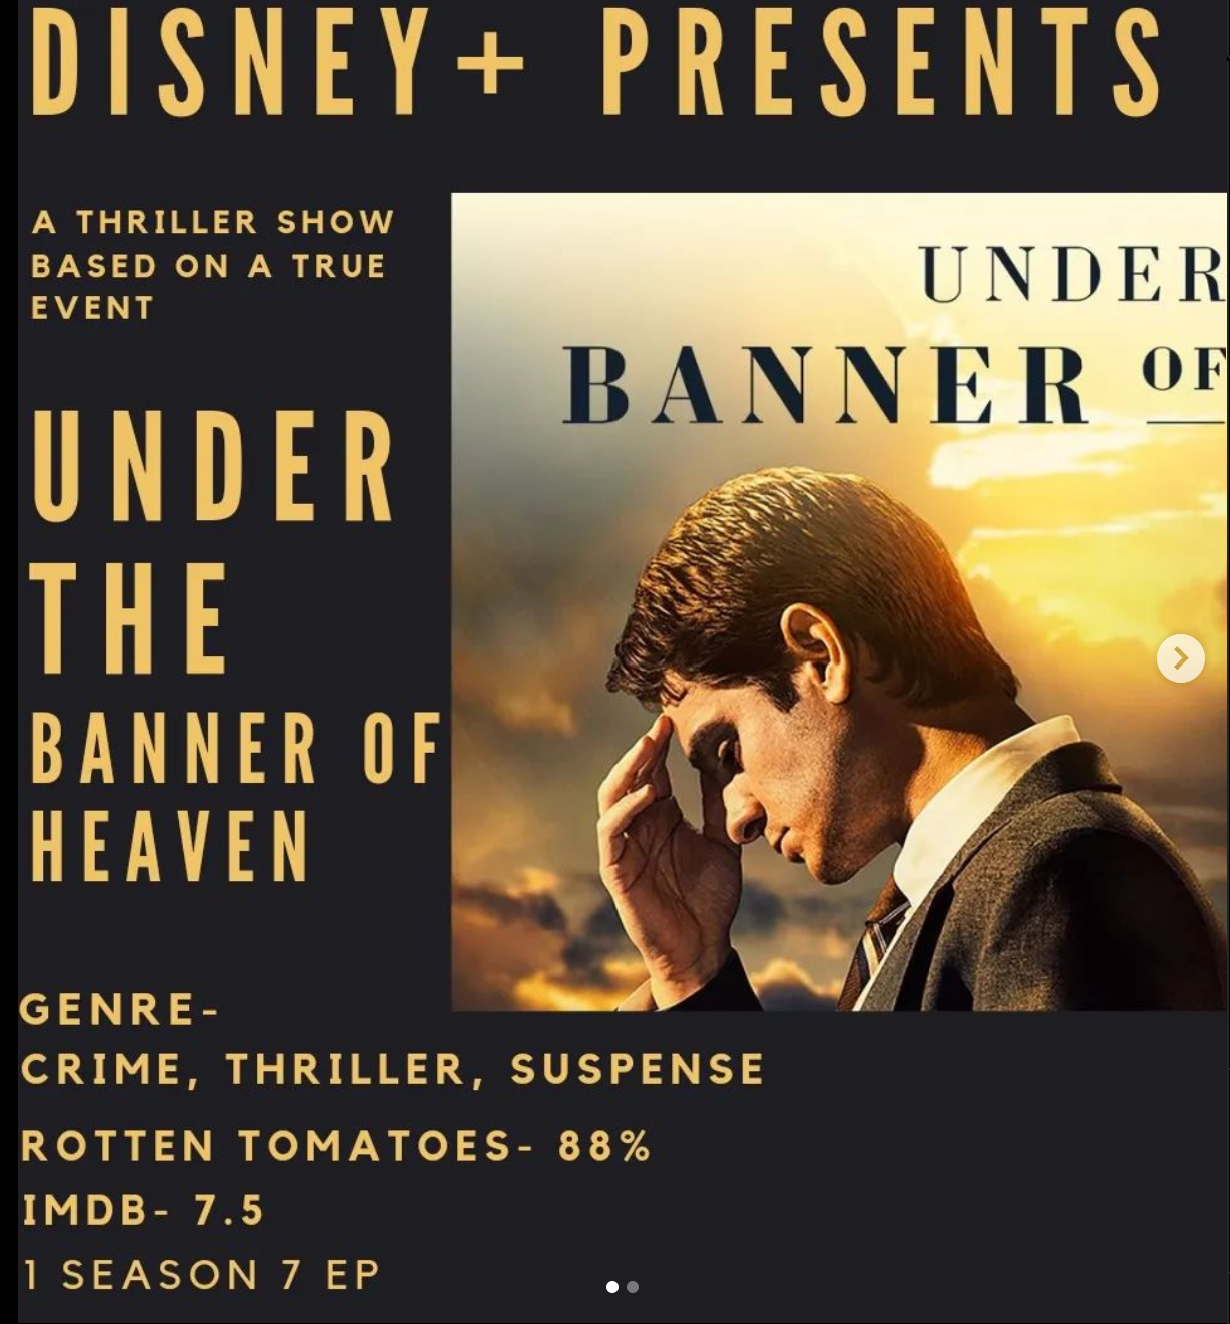 DISNEY+ PRESENTS
A THRILLER SHOW
BASED ON A TRUE
EVENT
UNDER
THE
BANNER OF
HEAVEN
UNDER
BANNER OF
GENRE-
CRIME, THRILLER, SUSPENSE
ROTTEN TOMATOES- 88%
IMDB- 7.5
1 SEASON 7 EP